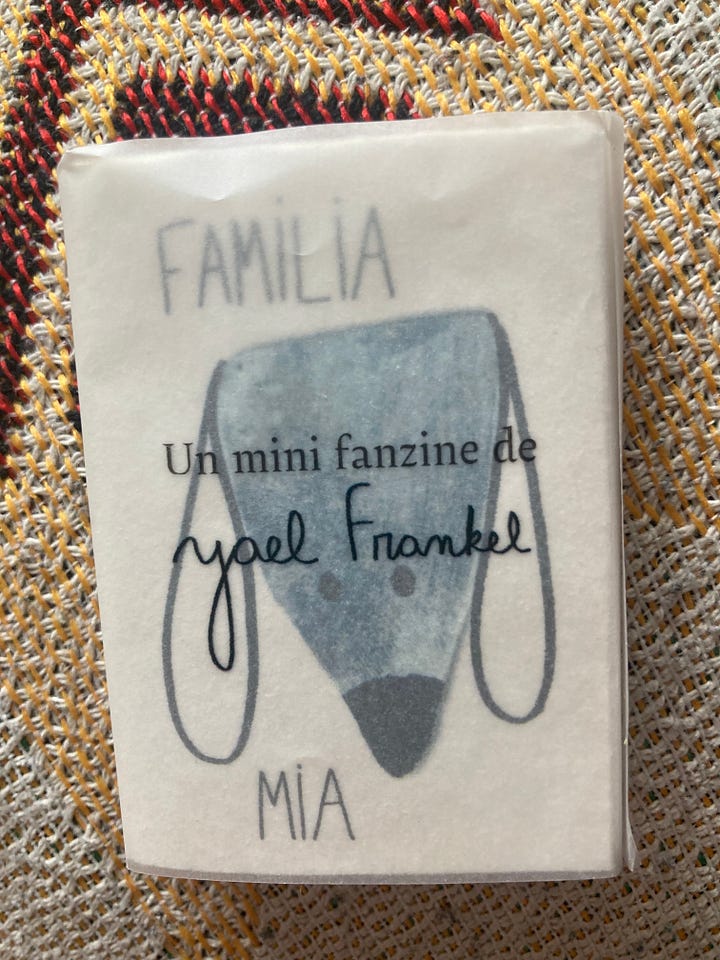 FAMiLiA
Un mini fanzine de
yael Frankel
MiA